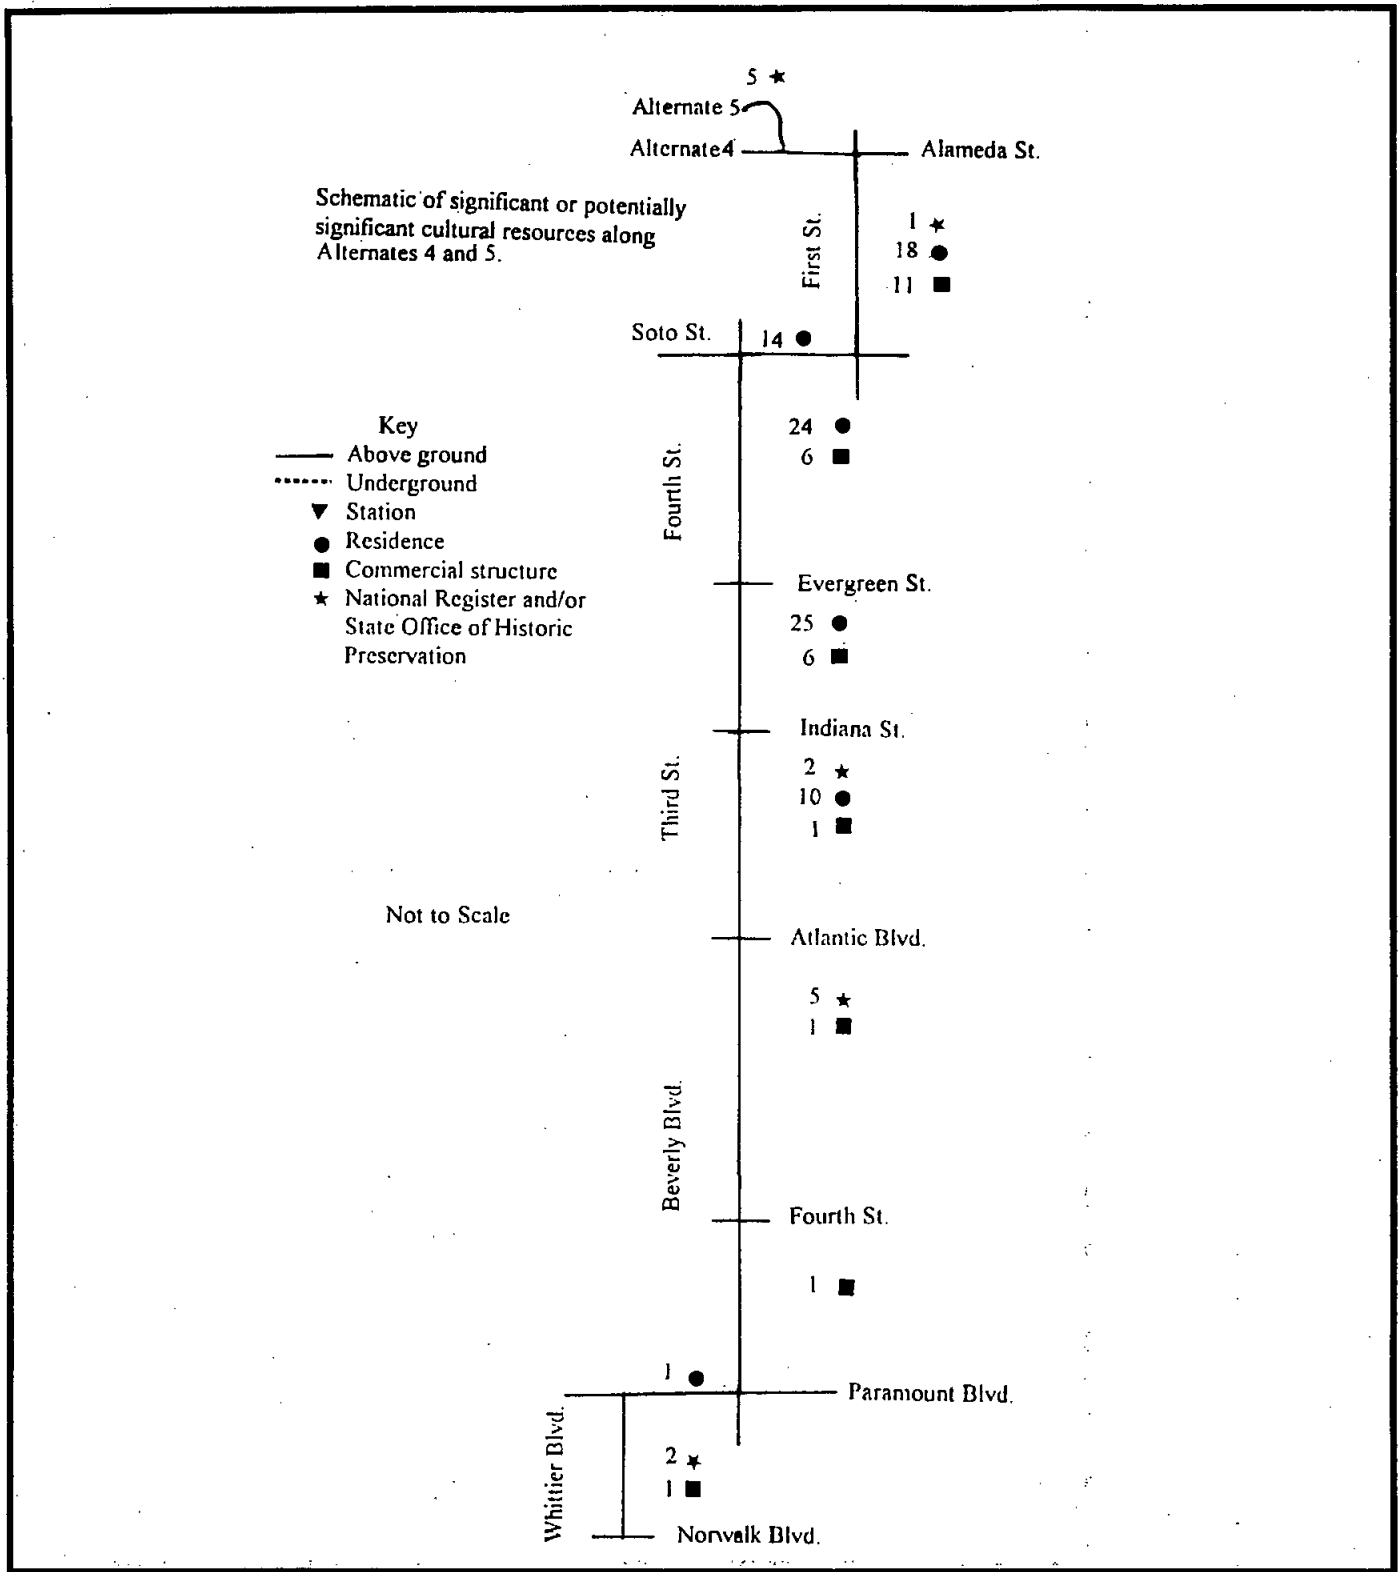 5
Alternate 5
Alternate 4
Alameda St.
Schematic of significant or potentially
significant cultural resources along
Alternates 4 and 5.
First St.
1
18
11
Soto St.
14
Key
Above ground
Underground
Station
Residence
Commercial structure
National Register and/or
State Office of Historic
Preservation
Fourth St.
24
6
Evergreen St.
25
6
Indiana St.
Third St.
2
10
1
Not to Scale
Atlantic Blvd.
5
1
Beverly Blvd.
Fourth St.
1
1
Paramount Blvd.
Whittier Blvd.
2
1
Norwalk Blvd.